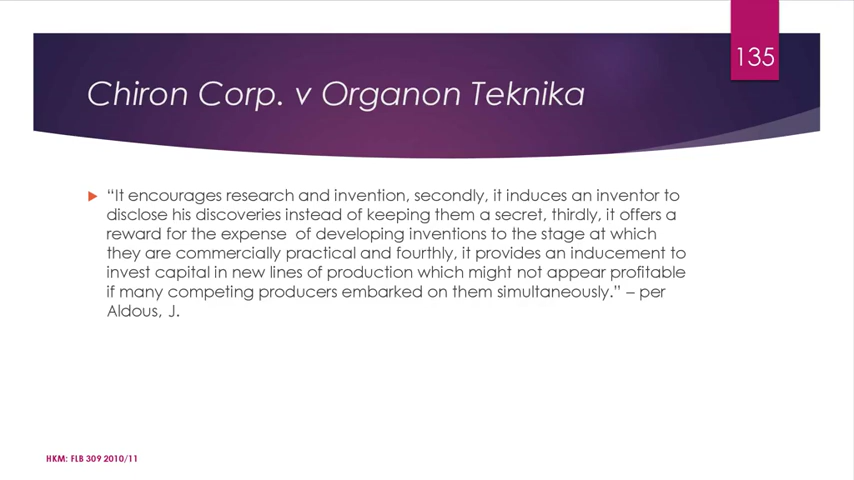 135
Chiron Corp. v Organon Teknika
“It encourages research and invention, secondly, it induces an inventor to
disclose his discoveries instead of keeping them a secret, thirdly, it offers a
reward for the expense of developing inventions to the stage at which
they are commercially practical and fourthly, it provides an inducement to
invest capital in new lines of production which might not appear profitable
if many competing producers embarked on them simultaneously.” – per
Aldous, J.
HKM: FLB 309 2010/11